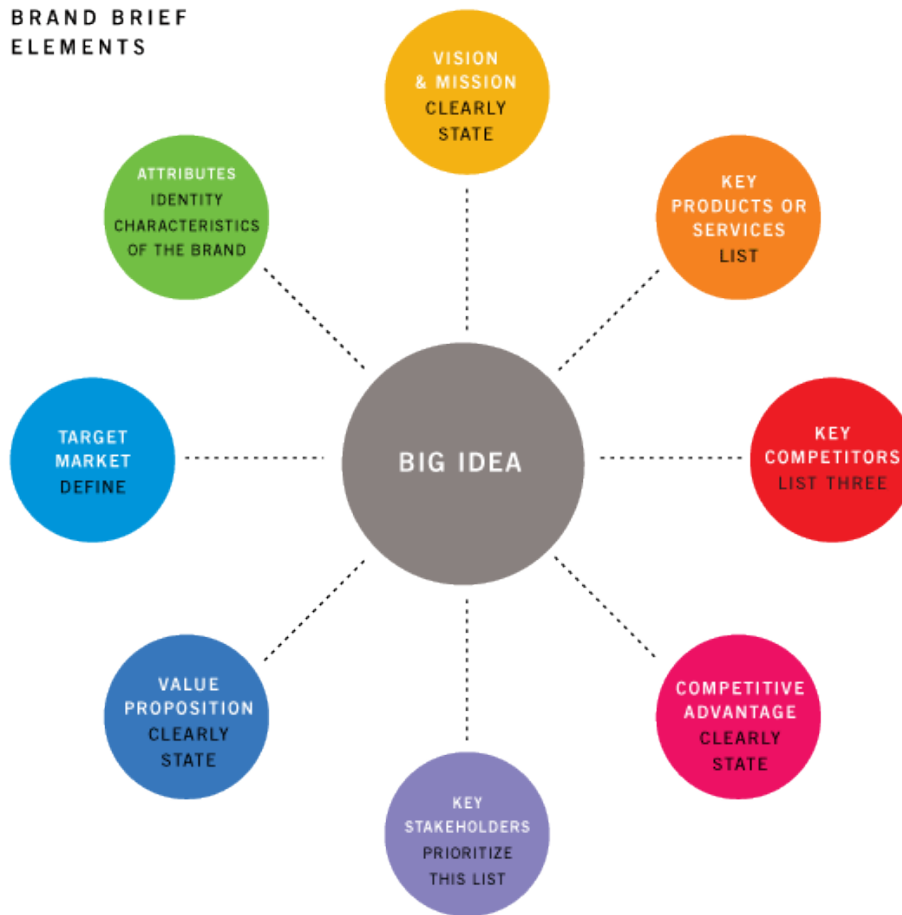 BRAND BRIEF
ELEMENTS
VISION
& MISSION
CLEARLY
STATE
KEY
PRODUCTS OR
SERVICES
LIST
KEY
COMPETITORS
LIST THREE
COMPETITIVE
ADVANTAGE
CLEARLY
STATE
KEY
STAKEHOLDERS
PRIORITIZE
THIS LIST
VALUE
PROPOSITION
CLEARLY
STATE
TARGET
MARKET
DEFINE
ATTRIBUTES
IDENTITY
CHARACTERISTICS
OF THE BRAND
BIG IDEA